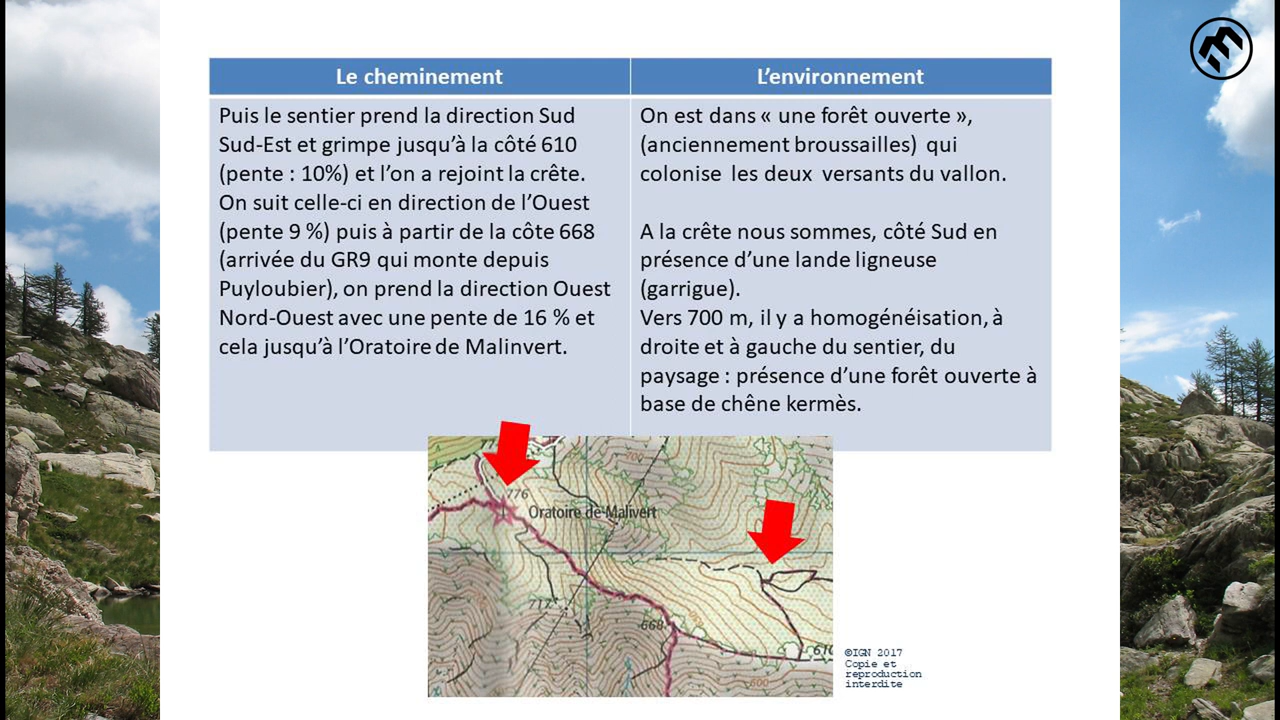 Le cheminement
L’environnement
Puis le sentier prend la direction Sud
Sud-Est et grimpe jusqu’à la côté 610
(pente : 10%) et l’on a rejoint la crête.
On suit celle-ci en direction de l’Ouest
(pente 9 %) puis à partir de la côte 668
(arrivée du GR9 qui monte depuis
Puyloubier), on prend la direction Ouest
Nord-Ouest avec une pente de 16 % et
cela jusqu’à l’Oratoire de Malinvert.
On est dans « une forêt ouverte »,
(anciennement broussailles) qui
colonise les deux versants du vallon.
A la crête nous sommes, côté Sud en
présence d’une lande ligneuse
(garrigue).
Vers 700 m, il y a homogénéisation, à
droite et à gauche du sentier, du
paysage : présence d’une forêt ouverte à
base de chêne kermès.
700
776
Oratoire de Malivert
668
610
600
©IGN 2017
Copie et
reproduction
interdite